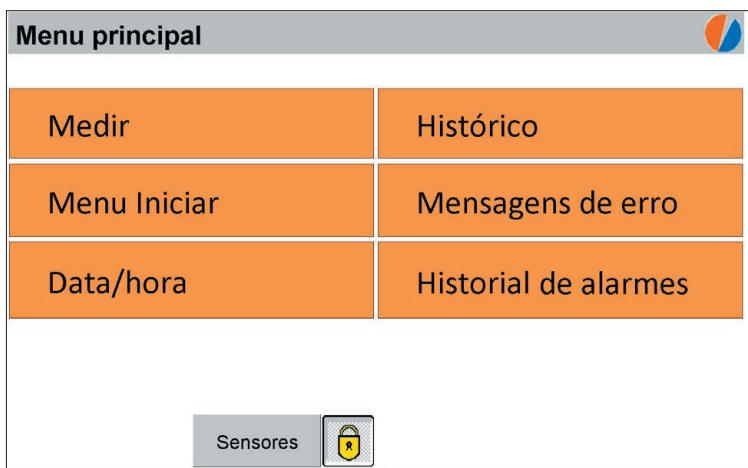 Menu principal
Medir
Histórico
Menu Iniciar
Mensagens de erro
Data/hora
Historial de alarmes
Sensores